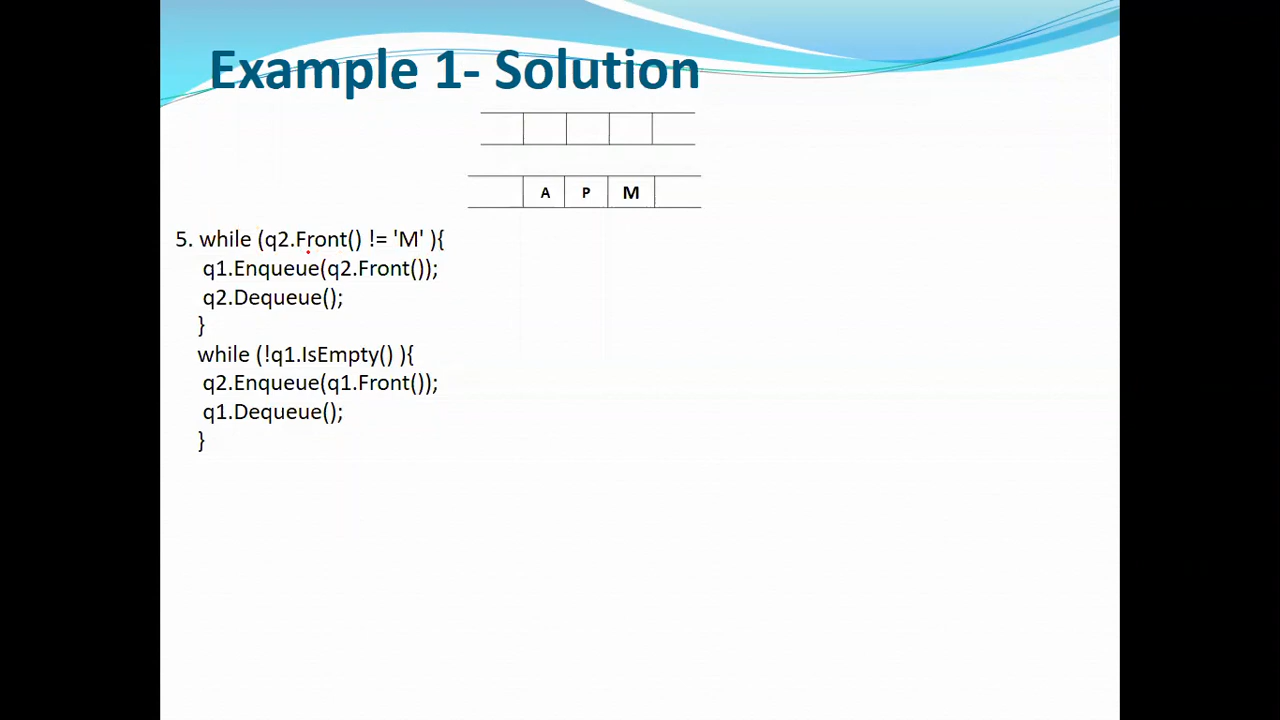 Example 1- Solution
A P M
5. while (q2.Front() != 'M' ){
q1.Enqueue(q2.Front());
q2.Dequeue();
}
while (!q1.IsEmpty() ){
q2.Enqueue(q1.Front());
q1.Dequeue();
}